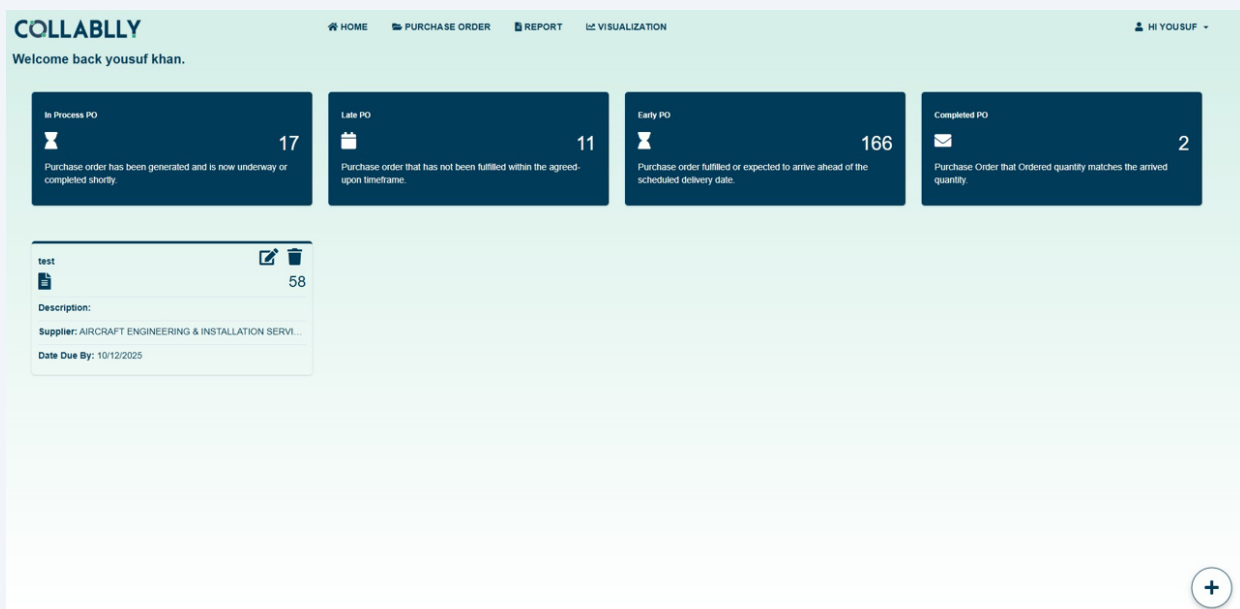 COLLABLLY
HOME PURCHASE ORDER REPORT VISUALIZATION HI YOUSUF
Welcome back yousuf khan.
In Process PO
17
Purchase order has been generated and is now underway or
completed shortly.
Late PO
11
Purchase order that has not been fulfilled within the agreed-
upon timeframe.
Early PO
166
Purchase order fulfilled or expected to arrive ahead of the
scheduled delivery date.
Completed PO
2
Purchase Order that Ordered quantity matches the arrived
quantity.
test
58
Description:
Supplier: AIRCRAFT ENGINEERING & INSTALLATION SERVI...
Date Due By: 10/12/2025